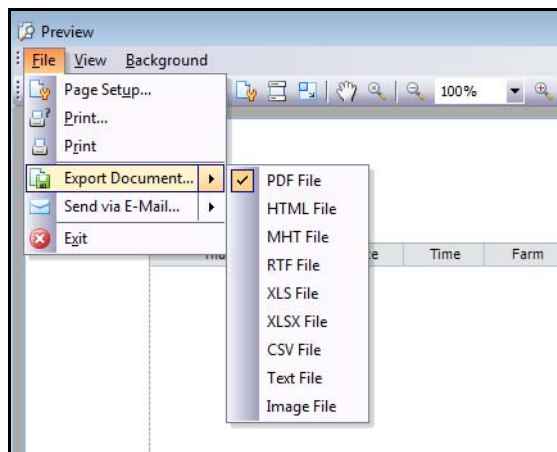 Preview
File View Background
100%
Page Setup...
Print...
Print
Export Document...
Send via E-Mail...
Exit
PDF File
HTML File
MHT File
RTF File
XLS File
XLSX File
CSV File
Text File
Image File
Time Farm